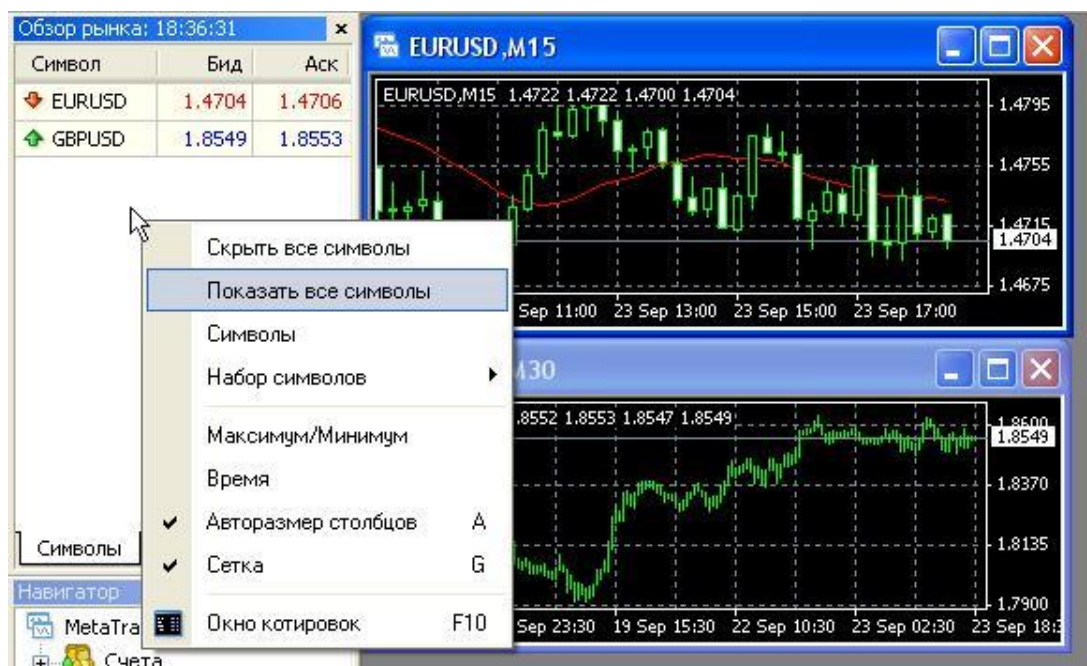 Обзор рынка: 18:36:31
Символ Бид Аск
EURUSD 1.4704 1.4706
GBPUSD 1.8549 1.8553
Скрыть все символы
Показать все символы
Символы
Набор символов
Максимум/Минимум
Время
Авторазмер столбцов A
Сетка G
Окно котировок F10
Символы
Навигатор
MetaTra
Счета
EURUSD,M15
EURUSD,M15 1.4722 1.4722 1.4700 1.4704
1.4795
1.4755
1.4715
1.4704
1.4675
Sep 11:00 23 Sep 13:00 23 Sep 15:00 23 Sep 17:00
M30
.8552 1.8553 1.8547 1.8549
1.8600
1.8549
1.8370
1.8135
1.7900
Sep 23:30 19 Sep 15:30 22 Sep 10:30 23 Sep 02:30 23 Sep 18: